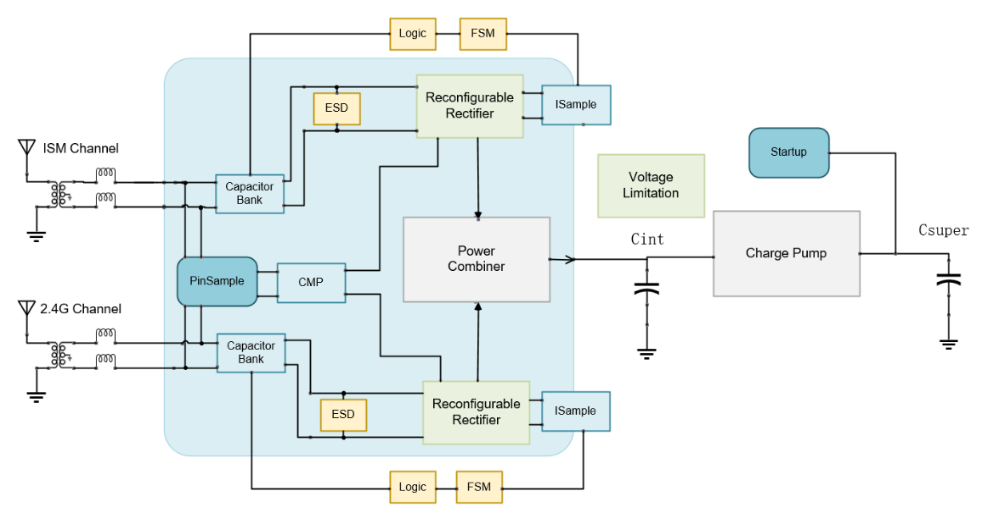 Logic
FSM
ESD
Reconfigurable
Rectifier
ISample
ISM Channel
Capacitor
Bank
Startup
Voltage
Limitation
Power
Combiner
Cint
Charge Pump
Csuper
PinSample
CMP
2.4G Channel
Capacitor
Bank
ESD
Reconfigurable
Rectifier
ISample
Logic
FSM